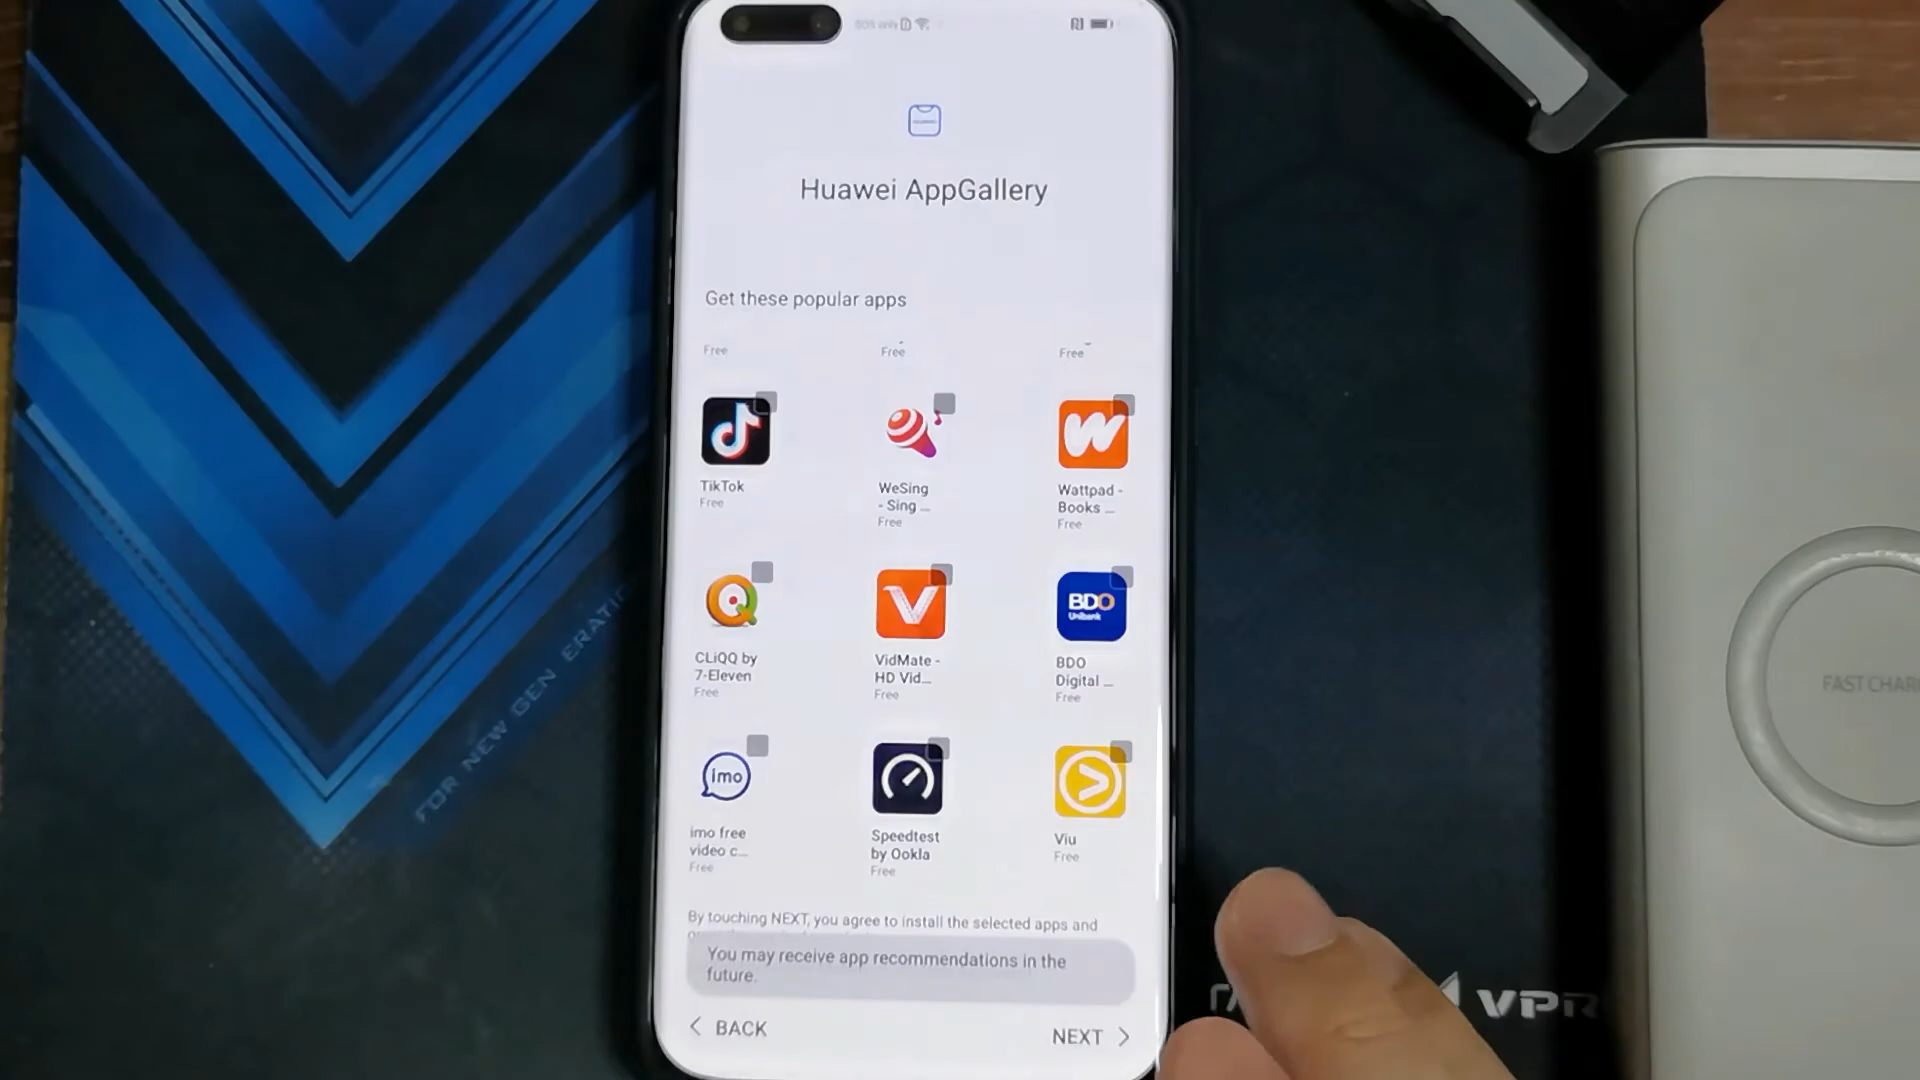 Huawei AppGallery
Get these popular apps
Free Free Free
TikTok
Free
WeSing
- Sing ...
Free
Wattpad -
Books ...
Free
CLiQQ by
7-Eleven
Free
VidMate -
HD Vid...
Free
BDO
Unibank
BDO
Digital ...
Free
imo
imo free
video c...
Free
Speedtest
by Ookla
Free
Viu
Free
By touching NEXT, you agree to install the selected apps and
You may receive app recommendations in the
future.
BACK
NEXT
FOR NEW GEN ERATIO
FAST CHAR
VPR